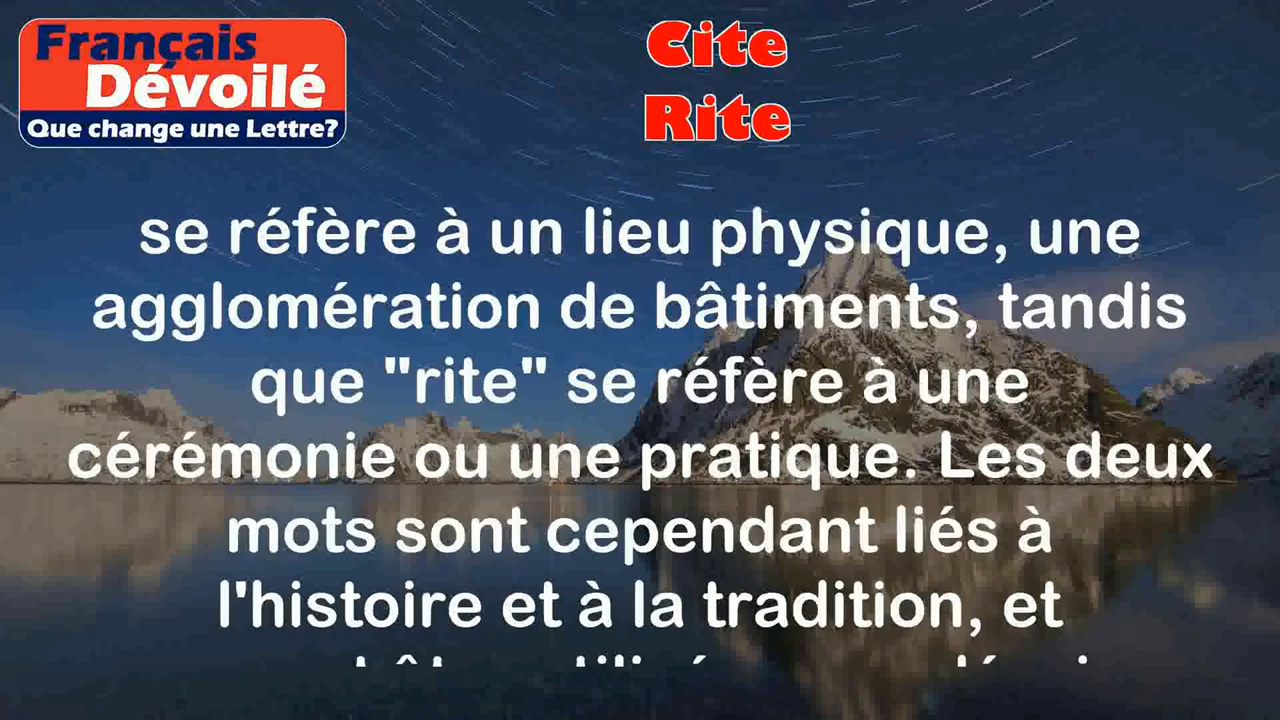 Français
Dévoilé
Que change une Lettre?
Cite
Rite
se réfère à un lieu physique, une
agglomération de bâtiments, tandis
que "rite" se réfère à une
cérémonie ou une pratique. Les deux
mots sont cependant liés à
l'histoire et à la tradition, et